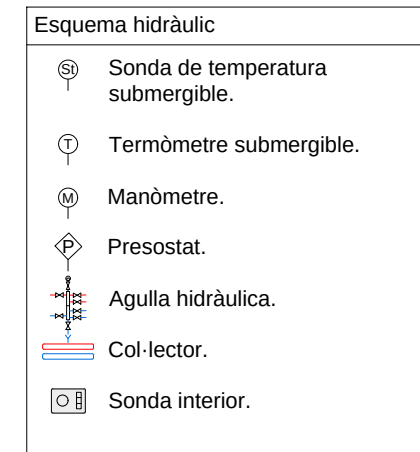 Esquema hidràulic
St Sonda de temperatura
submergible.
T Termòmetre submergible.
M Manòmetre.
P Presostat.
Agulla hidràulica.
Col·lector.
Sonda interior.